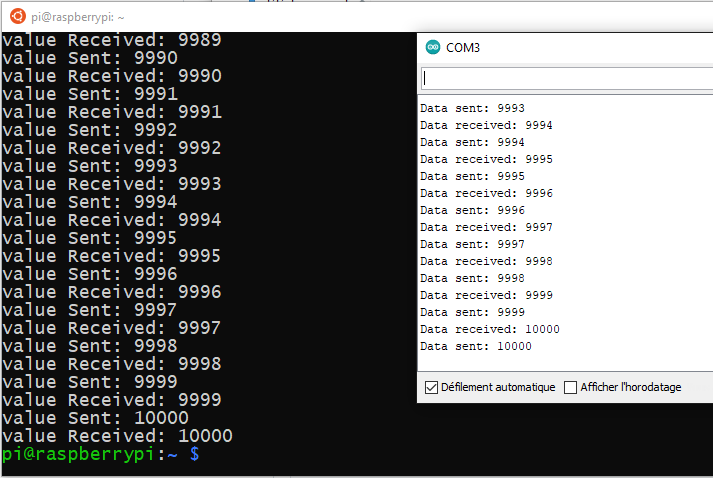 pi@raspberrypi: ~
value Received: 9989
value Sent: 9990
value Received: 9990
value Sent: 9991
value Received: 9991
value Sent: 9992
value Received: 9992
value Sent: 9993
value Received: 9993
value Sent: 9994
value Received: 9994
value Sent: 9995
value Received: 9995
value Sent: 9996
value Received: 9996
value Sent: 9997
value Received: 9997
value Sent: 9998
value Received: 9998
value Sent: 9999
value Received: 9999
value Sent: 10000
value Received: 10000
pi@raspberrypi:~ $
COM3
Data sent: 9993
Data received: 9994
Data sent: 9994
Data received: 9995
Data sent: 9995
Data received: 9996
Data sent: 9996
Data received: 9997
Data sent: 9997
Data received: 9998
Data sent: 9998
Data received: 9999
Data sent: 9999
Data received: 10000
Data sent: 10000
Défilement automatique
Afficher l'horodatage